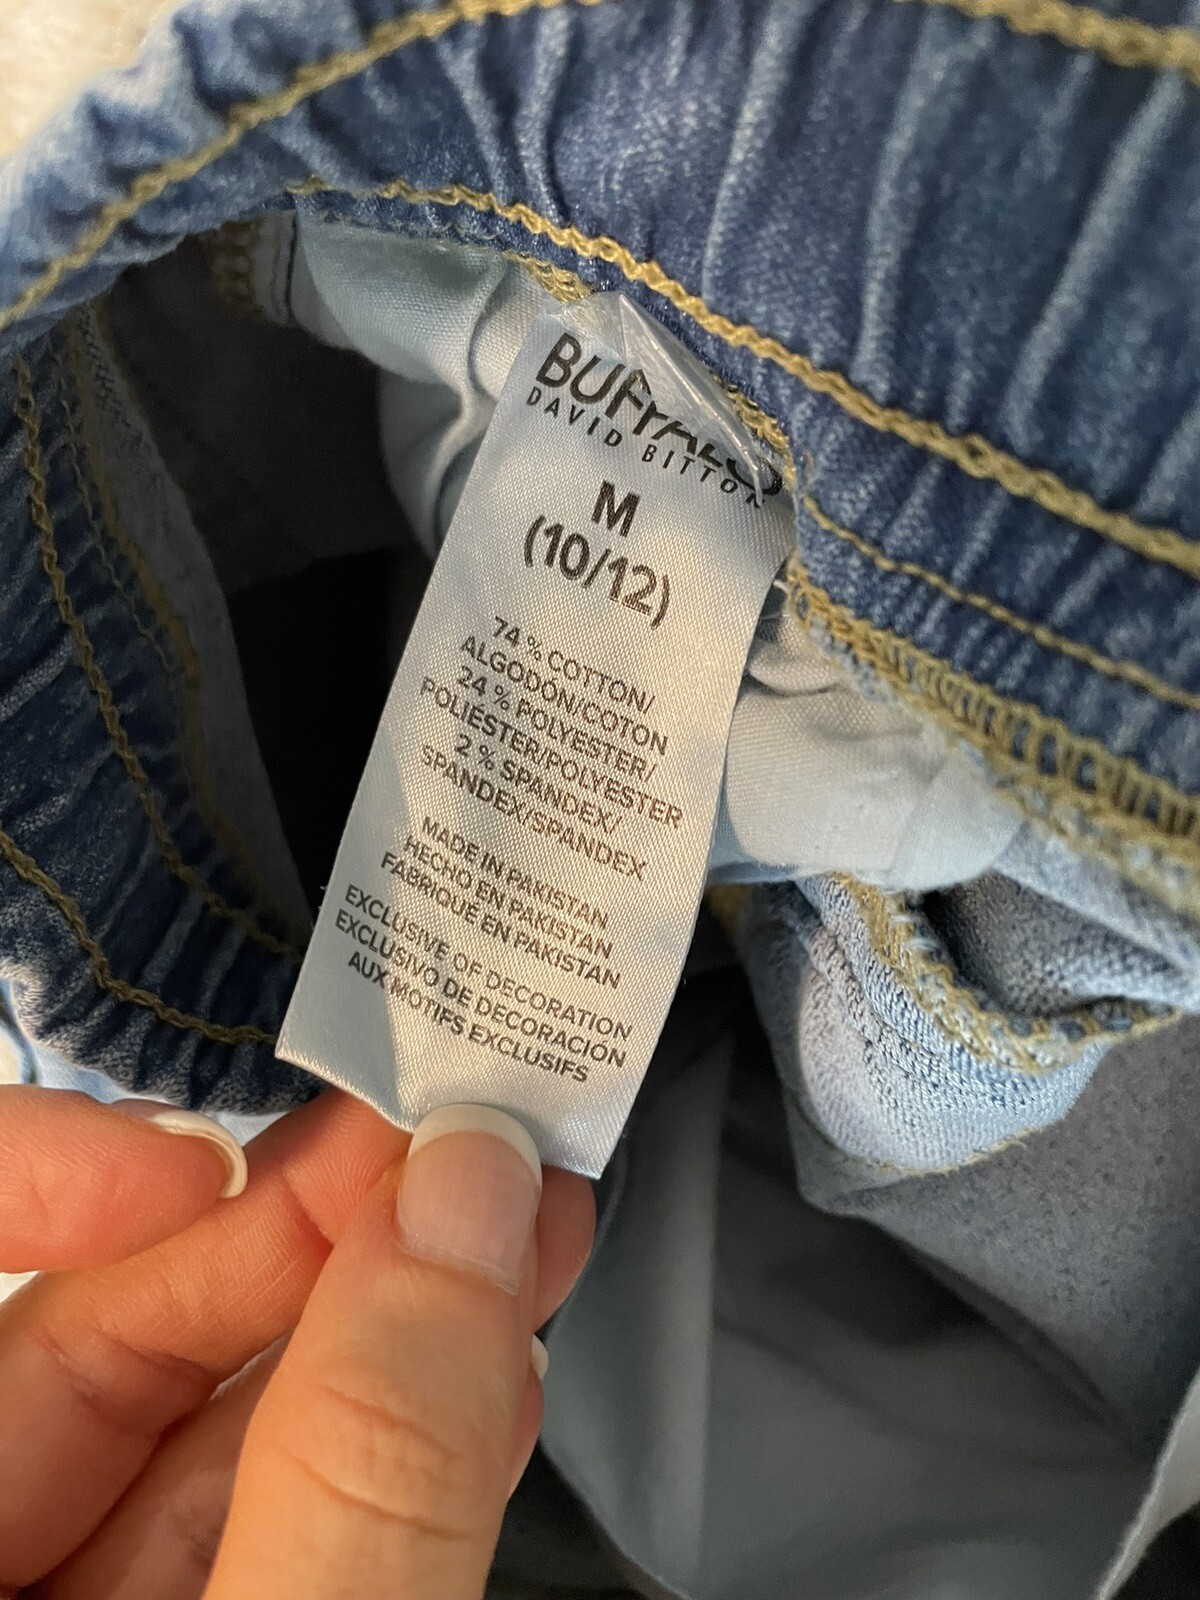 BUFFALO
DAVID BITTON
M
(10/12)
74 % COTTON/
ALGODÓN/COTON
24 % POLYESTER/
POLIÉSTER/POLYESTER
2 % SPANDEX/
SPANDEX/SPANDEX
MADE IN PAKISTAN
HECHO EN PAKISTAN
FABRIQUÉ EN PAKISTAN
EXCLUSIVE OF DECORATION
EXCLUSIVO DE DECORACION
AUX MOTIFS EXCLUSIFS